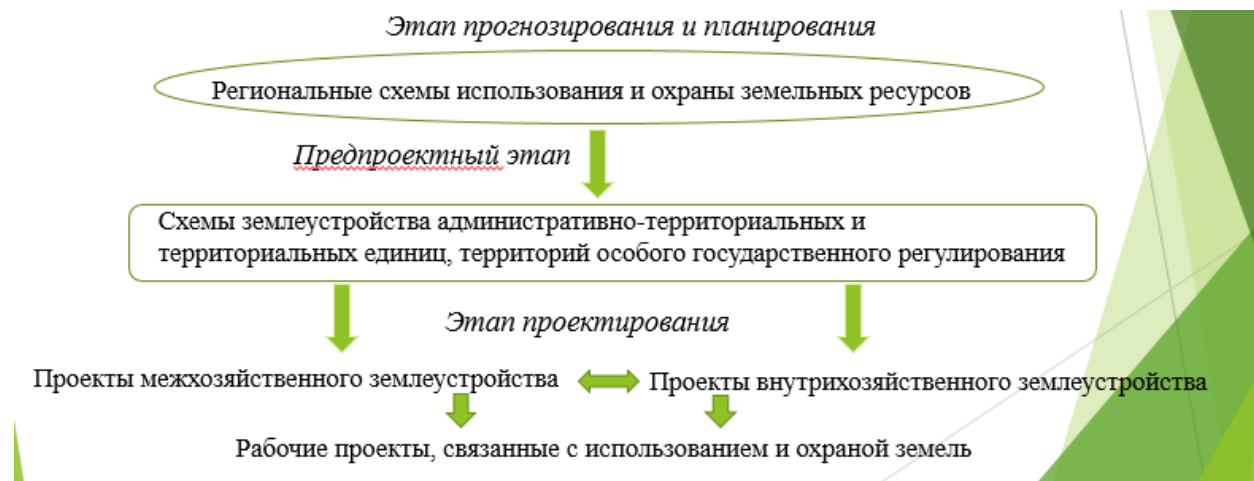 Этап прогнозирования и планирования
Региональные схемы использования и охраны земельных ресурсов
Предпроектный этап
Схемы землеустройства административно-территориальных и
территориальных единиц, территорий особого государственного регулирования
Этап проектирования
Проекты межхозяйственного землеустройства
Проекты внутрихозяйственного землеустройства
Рабочие проекты, связанные с использованием и охраной земель